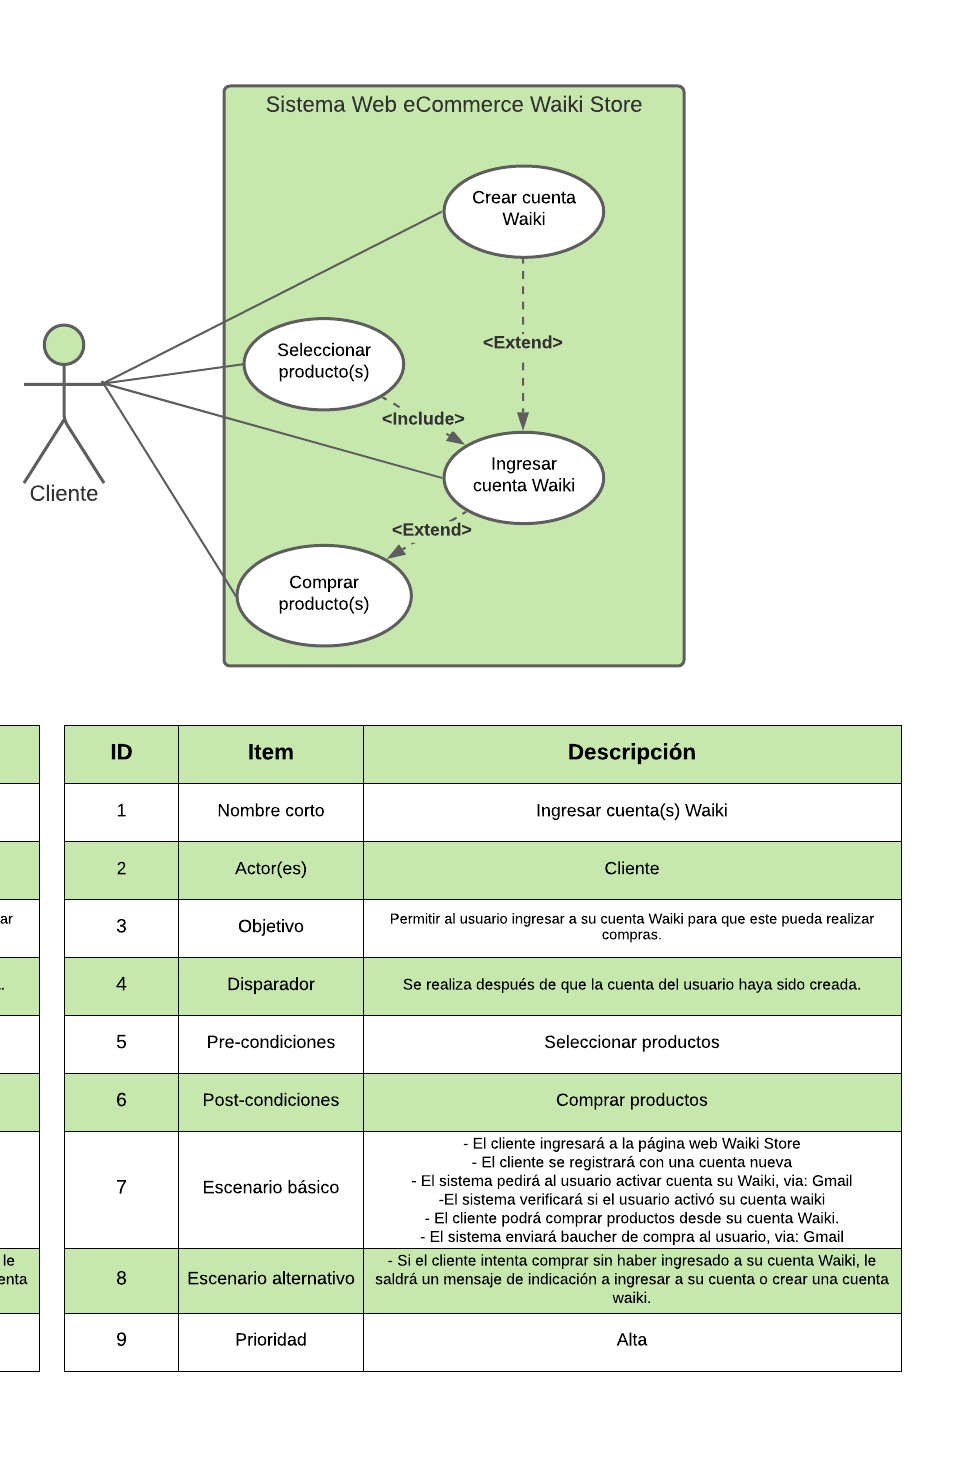 Sistema Web eCommerce Waiki Store
Crear cuenta
Waiki
<Extend>
Seleccionar
producto(s)
<Include>
Ingresar
cuenta Waiki
Cliente
<Extend>
Comprar
producto(s)
ID Item Descripción
1 Nombre corto Ingresar cuenta(s) Waiki
2 Actor(es) Cliente
ar
3 Objetivo Permitir al usuario ingresar a su cuenta Waiki para que este pueda realizar
compras.
4 Disparador Se realiza después de que la cuenta del usuario haya sido creada.
5 Pre-condiciones Seleccionar productos
6 Post-condiciones Comprar productos
7 Escenario básico
- El cliente ingresará a la página web Waiki Store
- El cliente se registrará con una cuenta nueva
- El sistema pedirá al usuario activar cuenta su Waiki, via: Gmail
-El sistema verificará si el usuario activó su cuenta waiki
- El cliente podrá comprar productos desde su cuenta Waiki.
- El sistema enviará baucher de compra al usuario, via: Gmail
le
enta
8 Escenario alternativo
- Si el cliente intenta comprar sin haber ingresado a su cuenta Waiki, le
saldrá un mensaje de indicación a ingresar a su cuenta o crear una cuenta
waiki.
9 Prioridad Alta